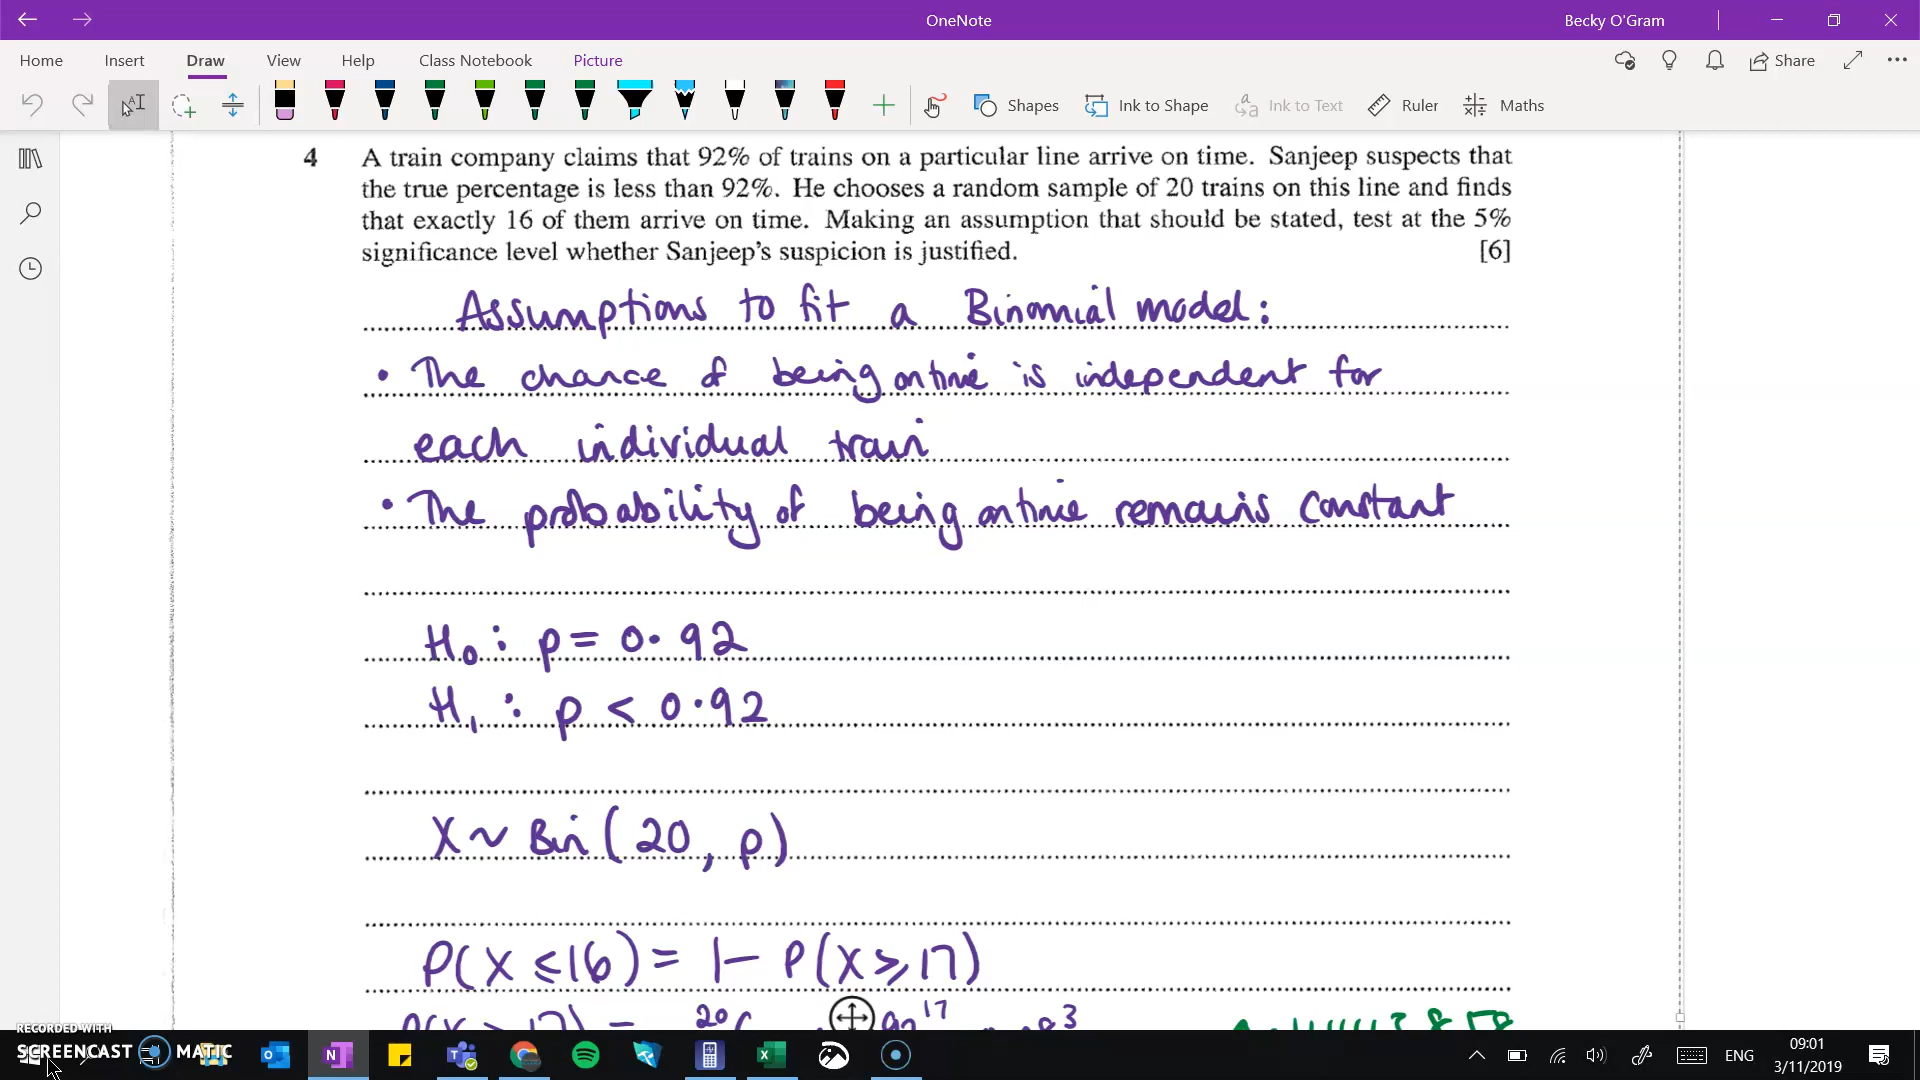 OneNote
Becky O'Gram
Home Insert Draw View Help Class Notebook Picture
Share
Shapes Ink to Shape Ink to Text Ruler Maths
4 A train company claims that 92% of trains on a particular line arrive on time. Sanjeep suspects that
the true percentage is less than 92%. He chooses a random sample of 20 trains on this line and finds
that exactly 16 of them arrive on time. Making an assumption that should be stated, test at the 5%
significance level whether Sanjeep's suspicion is justified. [6]
Assumptions to fit a Binomial model:
• The chance of being on time is independent for
each individual train
• The probability of being on time remains constant
H₀ : p = 0.92
H₁ : p < 0.92
X ~ Bin (20, p)
P(X ⩽ 16) = 1 - P(X ⩾ 17)
RECORDED WITH
SCREENCAST MATIC
ENG
09:01
3/11/2019